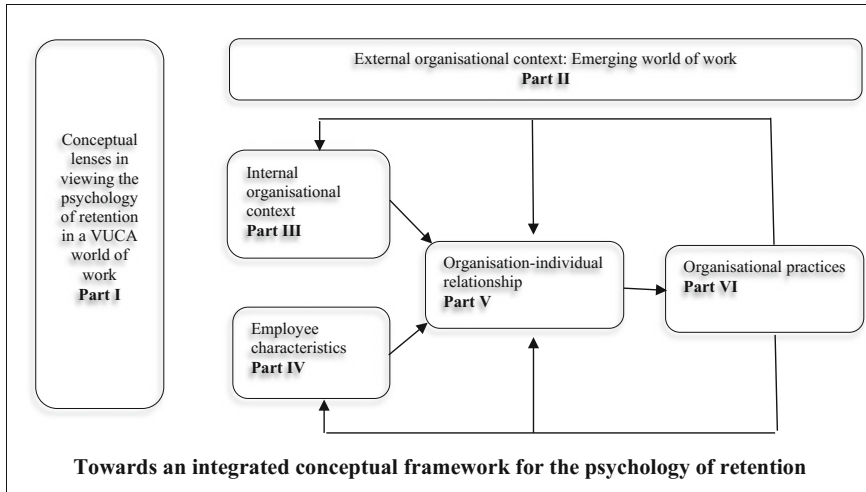 External organisational context: Emerging world of work
Part II
Conceptual
lenses in
viewing the
psychology
of retention
in a VUCA
world of
work
Part I
Internal
organisational
context
Part III
Organisation-individual
relationship
Part V
Organisational practices
Part VI
Employee
characteristics
Part IV
Towards an integrated conceptual framework for the psychology of retention